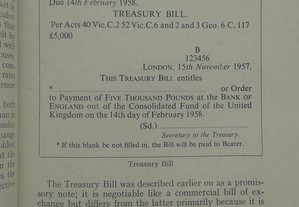 Due 14th February 1958.
TREASURY BILL.
Per Acts 40 Vic.C.2 52 Vic.C.6 and 2 and 3 Geo. 6 C. 117
£5,000
B
123456
LONDON, 15th November 1957.
THIS TREASURY BILL entitles
* or Order
to Payment of FIVE THOUSAND POUNDS at the BANK OF
ENGLAND out of the Consolidated Fund of the United
Kingdom on the 14th day of February 1958.
(Sd.)
Secretary to the Treasury.
* If this blank be not filled in, the Bill will be paid to Bearer.
Treasury Bill
The Treasury Bill was described earlier on as a promis-
sory note; it is negotiable like a commercial bill of ex-
change but differs from the latter primarily because it is